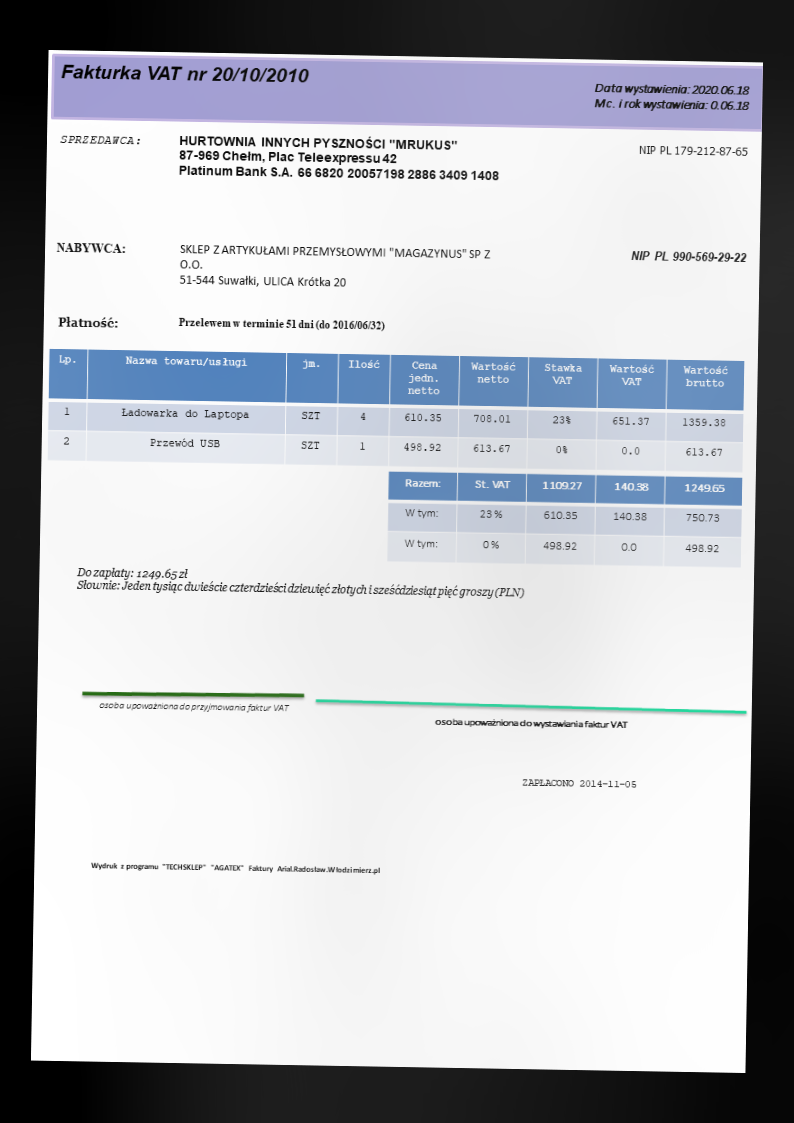 Fakturka VAT nr 20/10/2010
Data wystawienia: 2020.06.18
Mc. i rok wystawienia: 0.06.18
SPRZEDAWCA:
HURTOWNIA INNYCH PYSZNOŚCI "MRUKUS"
87-969 Chełm, Plac Teleexpressu 42
Platinum Bank S.A. 66 6820 20057198 2886 3409 1408
NIP PL 179-212-87-65
NABYWCA:
SKLEP Z ARTYKUŁAMI PRZEMYSŁOWYMI "MAGAZYNUS" SP Z
O.O.
51-544 Suwałki, ULICA Krótka 20
NIP PL 990-569-29-22
Płatność: Przelewem w terminie 51 dni (do 2016/06/32)
Lp. Nazwa towaru/usługi jm. Ilość Cena jedn. netto Wartość netto Stawka VAT Wartość VAT Wartość brutto
1 Ładowarka do Laptopa SZT 4 610.35 708.01 23% 651.37 1359.38
2 Przewód USB SZT 1 498.92 613.67 0% 0.0 613.67
Razem: St. VAT 1109.27 140.38 1249.65
W tym: 23% 610.35 140.38 750.73
W tym: 0% 498.92 0.0 498.92
Do zapłaty: 1249.65 zł
Słownie: Jeden tysiąc dwieście czterdzieści dziewięć złotych i sześćdziesiąt pięć groszy (PLN)
osoba upoważniona do przyjmowania faktur VAT
osoba upoważniona do wystawiania faktur VAT
ZAPŁACONO 2014-11-05
Wydruk z programu "TECHSKLEP" "AGATEX" Faktury Arial.Radosław.Włodzimierz.pl